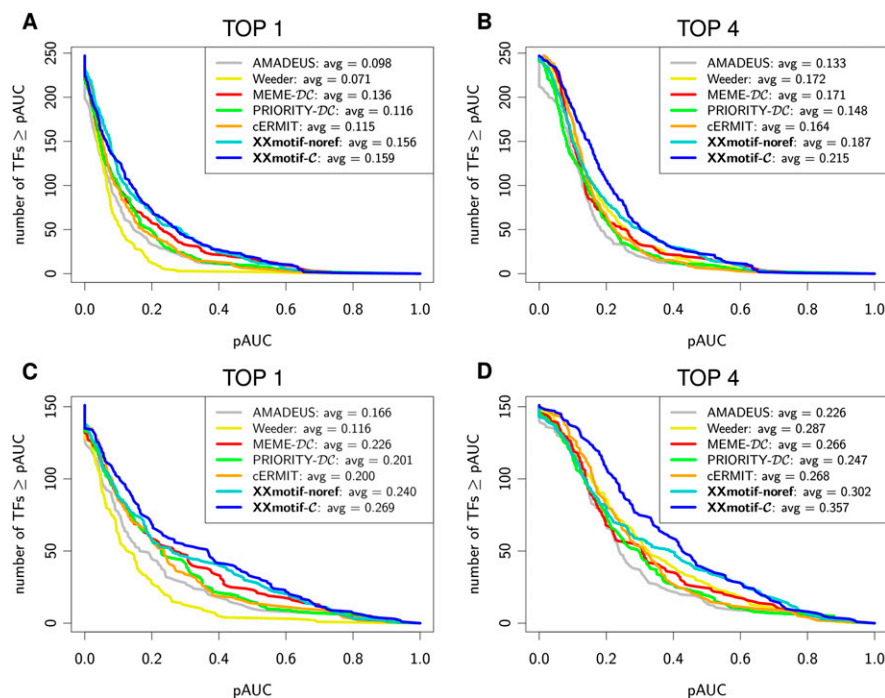 A
TOP 1
number of TFs ≥ pAUC
250
200
150
100
50
0
AMADEUS: avg = 0.098
Weeder: avg = 0.071
MEME-𝒟𝒞: avg = 0.136
PRIORITY-𝒟𝒞: avg = 0.116
cERMIT: avg = 0.115
XXmotif-noref: avg = 0.156
XXmotif-𝒞: avg = 0.159
0.0 0.2 0.4 0.6 0.8 1.0
pAUC
B
TOP 4
number of TFs ≥ pAUC
250
200
150
100
50
0
AMADEUS: avg = 0.133
Weeder: avg = 0.172
MEME-𝒟𝒞: avg = 0.171
PRIORITY-𝒟𝒞: avg = 0.148
cERMIT: avg = 0.164
XXmotif-noref: avg = 0.187
XXmotif-𝒞: avg = 0.215
0.0 0.2 0.4 0.6 0.8 1.0
pAUC
C
TOP 1
number of TFs ≥ pAUC
150
100
50
0
AMADEUS: avg = 0.166
Weeder: avg = 0.116
MEME-𝒟𝒞: avg = 0.226
PRIORITY-𝒟𝒞: avg = 0.201
cERMIT: avg = 0.200
XXmotif-noref: avg = 0.240
XXmotif-𝒞: avg = 0.269
0.0 0.2 0.4 0.6 0.8 1.0
pAUC
D
TOP 4
number of TFs ≥ pAUC
150
100
50
0
AMADEUS: avg = 0.226
Weeder: avg = 0.287
MEME-𝒟𝒞: avg = 0.266
PRIORITY-𝒟𝒞: avg = 0.247
cERMIT: avg = 0.268
XXmotif-noref: avg = 0.302
XXmotif-𝒞: avg = 0.357
0.0 0.2 0.4 0.6 0.8 1.0
pAUC